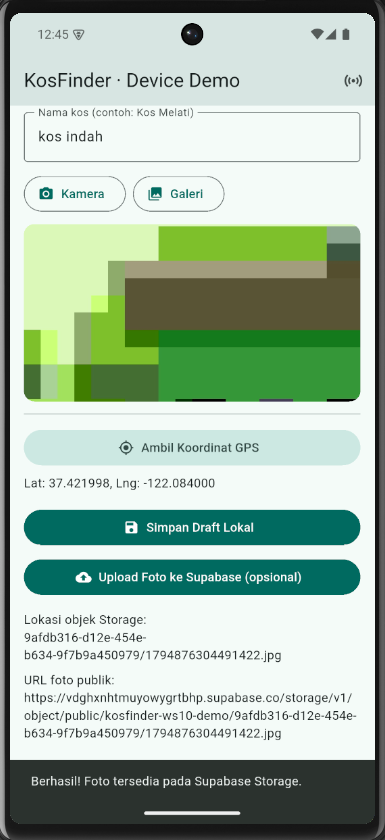 12:45
KosFinder · Device Demo
Nama kos (contoh: Kos Melati)
kos indah
Kamera
Galeri
Ambil Koordinat GPS
Lat: 37.421998, Lng: -122.084000
Simpan Draft Lokal
Upload Foto ke Supabase (opsional)
Lokasi objek Storage:
9afdb316-d12e-454e-
b634-9f7b9a450979/1794876304491422.jpg
URL foto publik:
https://vdghxnhtmuyowygrtbhp.supabase.co/storage/v1/
object/public/kosfinder-ws10-demo/9afdb316-d12e-454e-
b634-9f7b9a450979/1794876304491422.jpg
Berhasil! Foto tersedia pada Supabase Storage.